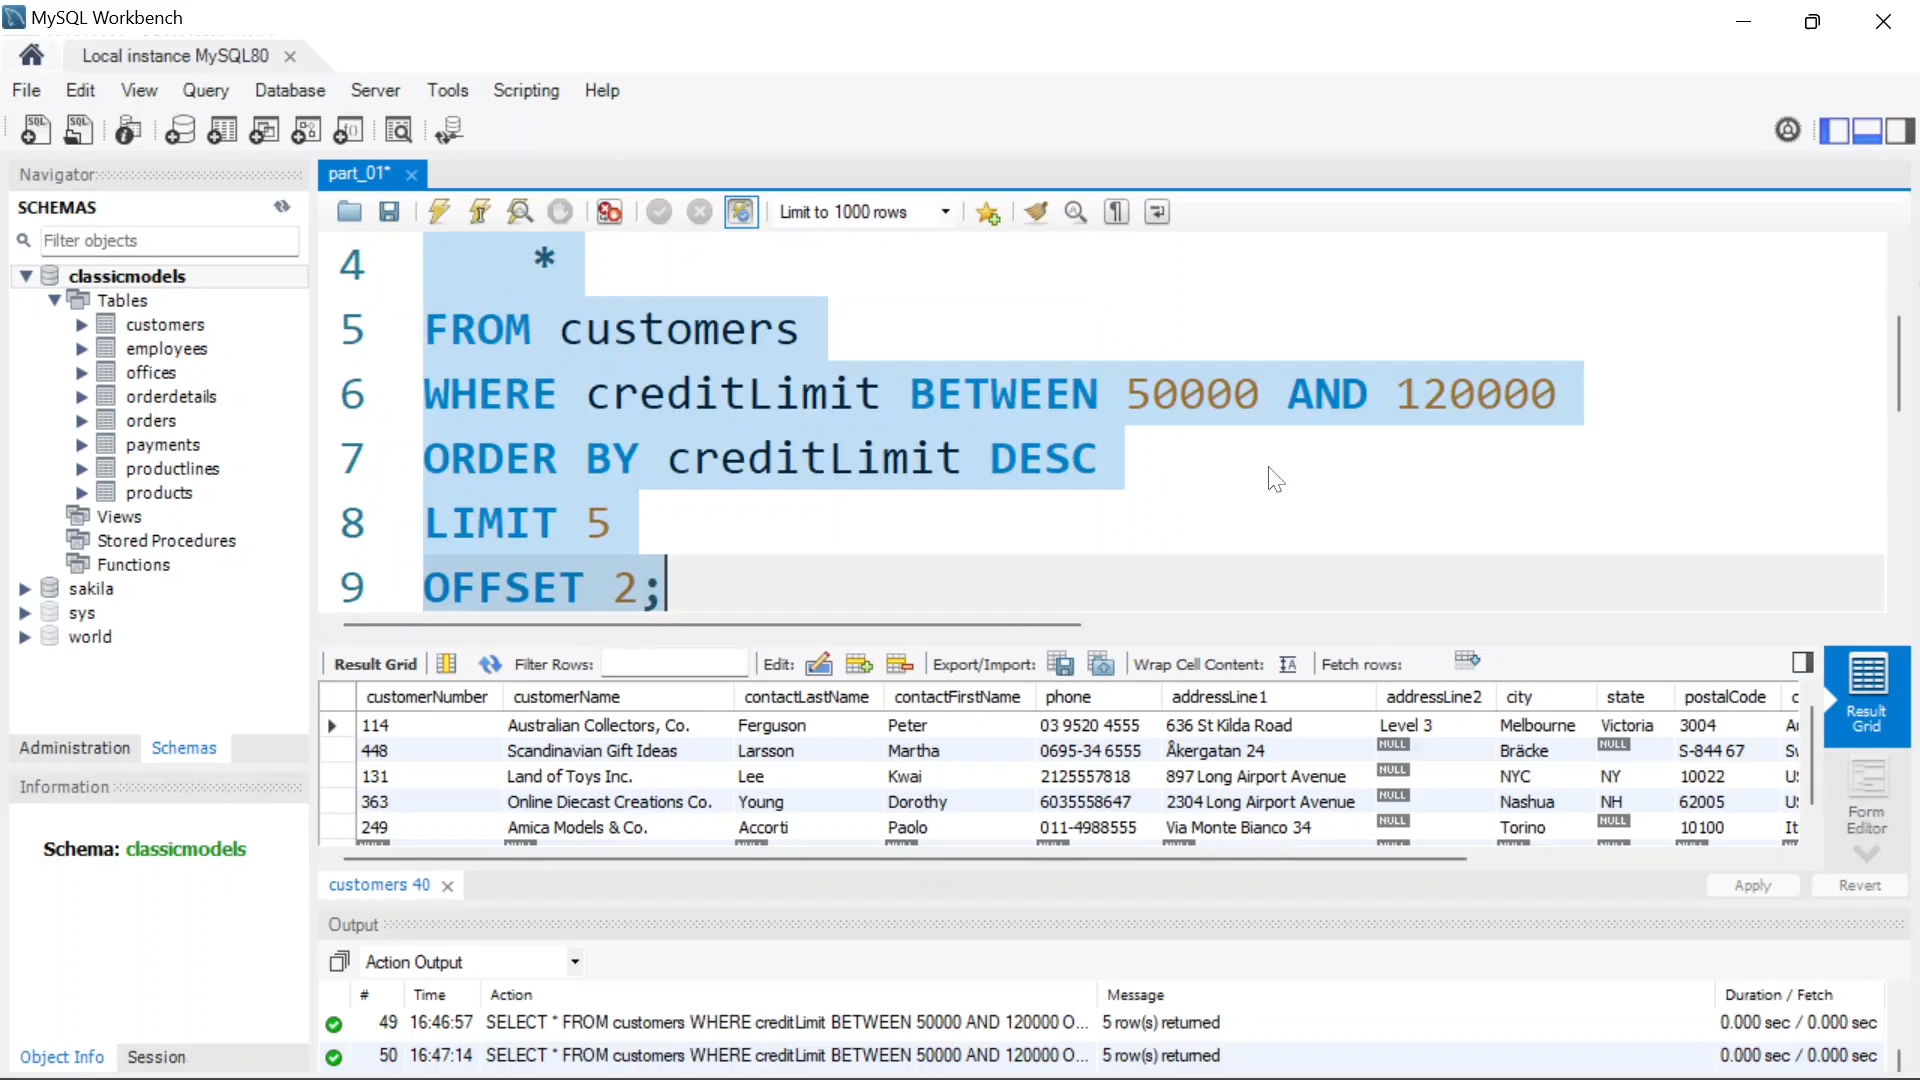 MySQL Workbench
Local instance MySQL80
File Edit View Query Database Server Tools Scripting Help
Navigator
SCHEMAS
Filter objects
classicmodels
Tables
customers
employees
offices
orderdetails
orders
payments
productlines
products
Views
Stored Procedures
Functions
sakila
sys
world
Administration Schemas
Information
Schema: classicmodels
Object Info Session
part_01*
Limit to 1000 rows
4 *
5 FROM customers
6 WHERE creditLimit BETWEEN 50000 AND 120000
7 ORDER BY creditLimit DESC
8 LIMIT 5
9 OFFSET 2;
Result Grid Filter Rows: Edit: Export/Import: Wrap Cell Content: Fetch rows:
customerNumber customerName contactLastName contactFirstName phone addressLine1 addressLine2 city state postalCode c
114 Australian Collectors, Co. Ferguson Peter 03 9520 4555 636 St Kilda Road Level 3 Melbourne Victoria 3004
448 Scandinavian Gift Ideas Larsson Martha 0695-34 6555 Åkergatan 24 NULL Bräcke NULL S-844 67
131 Land of Toys Inc. Lee Kwai 2125557818 897 Long Airport Avenue NULL NYC NY 10022
363 Online Diecast Creations Co. Young Dorothy 6035558647 2304 Long Airport Avenue NULL Nashua NH 62005
249 Amica Models & Co. Accorti Paolo 011-4988555 Via Monte Bianco 34 NULL Torino NULL 10100 It
Result Grid
Form Editor
customers 40
Apply Revert
Output
Action Output
# Time Action Message Duration / Fetch
49 16:46:57 SELECT * FROM customers WHERE creditLimit BETWEEN 50000 AND 120000 O... 5 row(s) returned 0.000 sec / 0.000 sec
50 16:47:14 SELECT * FROM customers WHERE creditLimit BETWEEN 50000 AND 120000 O... 5 row(s) returned 0.000 sec / 0.000 sec